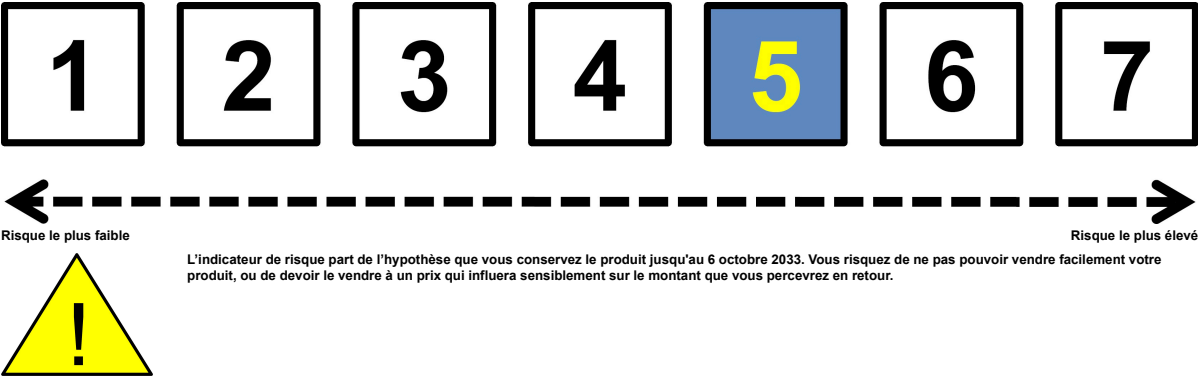 1 2 3 4 5 6 7
Risque le plus faible Risque le plus élevé
L’indicateur de risque part de l’hypothèse que vous conservez le produit jusqu'au 6 octobre 2033. Vous risquez de ne pas pouvoir vendre facilement votre
produit, ou de devoir le vendre à un prix qui influera sensiblement sur le montant que vous percevrez en retour.
!